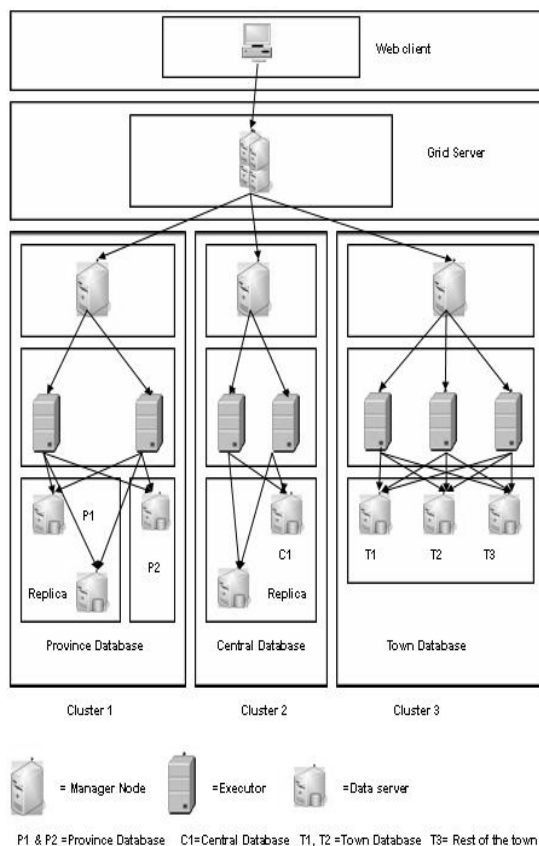 Web client
Grid Server
P1
P2
Replica
C1
Replica
T1 T2 T3
Province Database
Central Database
Town Database
Cluster 1
Cluster 2
Cluster 3
= Manager Node
=Executor
=Data server
P1 & P2 =Province Database C1=Central Database T1, T2 =Town Database T3= Rest of the town